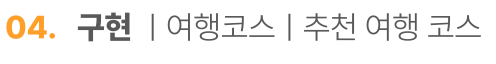 04. 구현 | 여행코스 | 추천 여행 코스